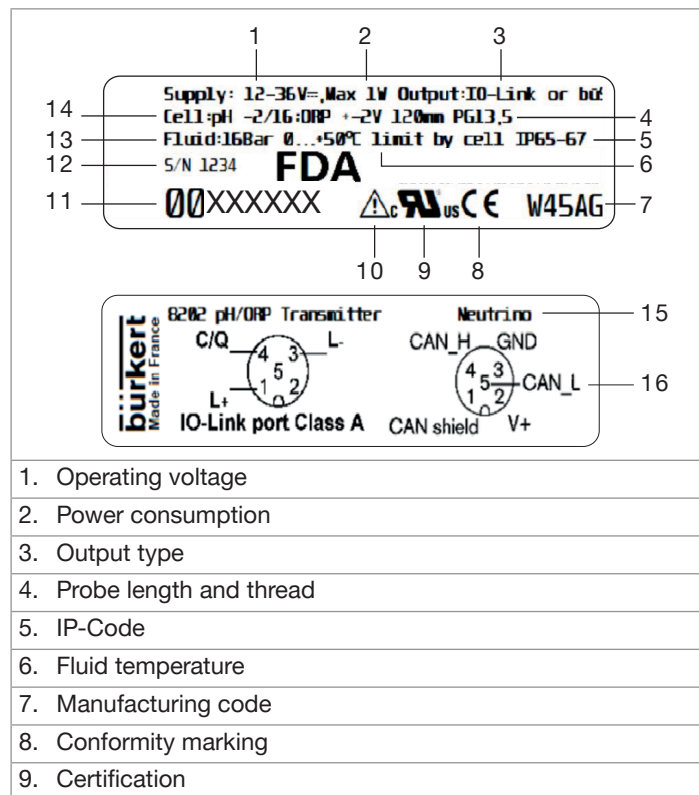 1 2 3
Supply: 12-36V⎓,Max 1W Output:IO-Link or bü
14 Cell:pH -2/16:ORP +-2V 120mm PG13,5 4
13 Fluid:16Bar 0...+50°C limit by cell IP65-67 5
12 S/N 1234 FDA 6
11 00XXXXXX c US CE W45AG 7
10 9 8
bürkert
Made in France
8202 pH/ORP Transmitter Neutrino 15
C/Q L- CAN_H GND
4 3 4 3
5 5 CAN_L 16
1 2 1 2
L+
IO-Link port Class A CAN shield V+
1. Operating voltage
2. Power consumption
3. Output type
4. Probe length and thread
5. IP-Code
6. Fluid temperature
7. Manufacturing code
8. Conformity marking
9. Certification